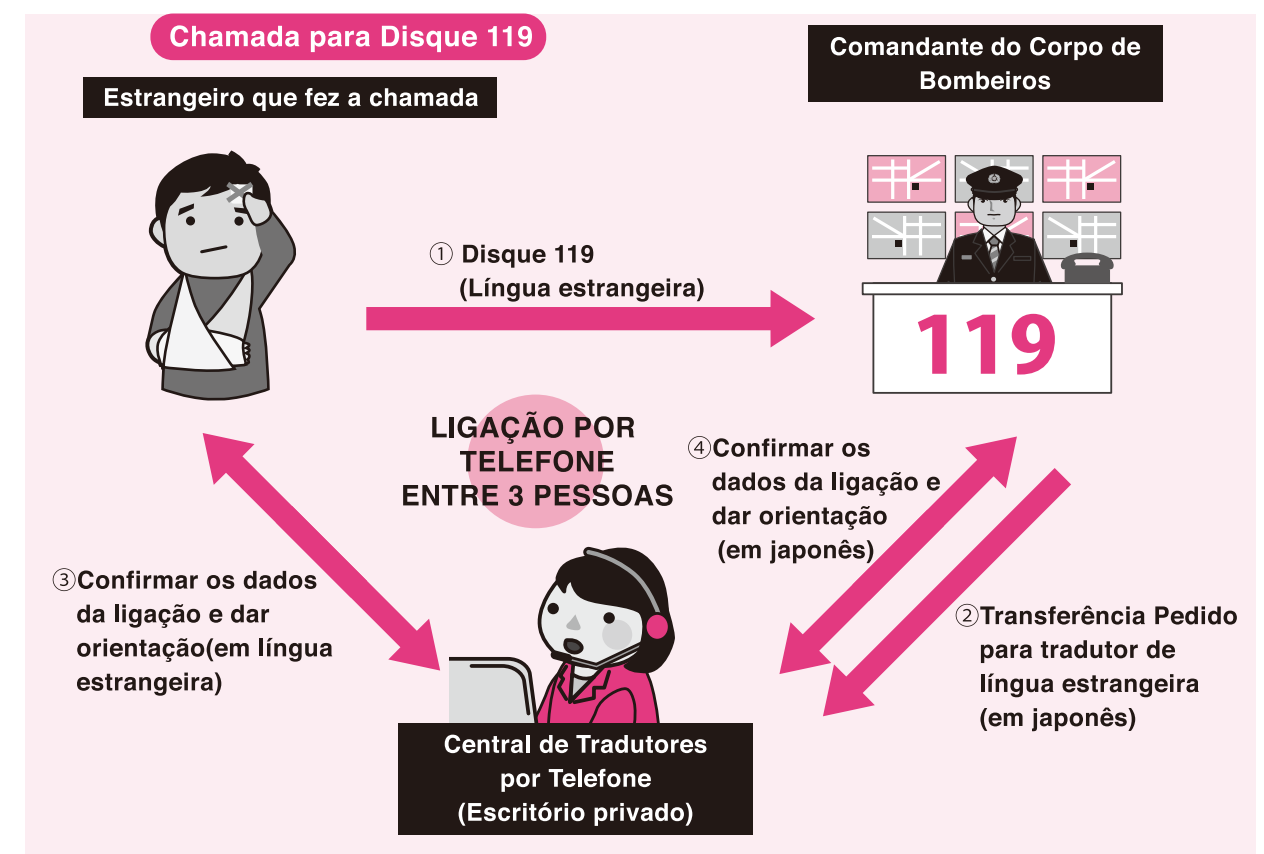 Chamada para Disque 119
Estrangeiro que fez a chamada
Comandante do Corpo de
Bombeiros
① Disque 119
(Língua estrangeira)
119
LIGAÇÃO POR
TELEFONE
ENTRE 3 PESSOAS
④Confirmar os
dados da ligação e
dar orientação
(em japonês)
③Confirmar os dados
da ligação e dar
orientação(em língua
estrangeira)
②Transferência Pedido
para tradutor de
língua estrangeira
(em japonês)
Central de Tradutores
por Telefone
(Escritório privado)